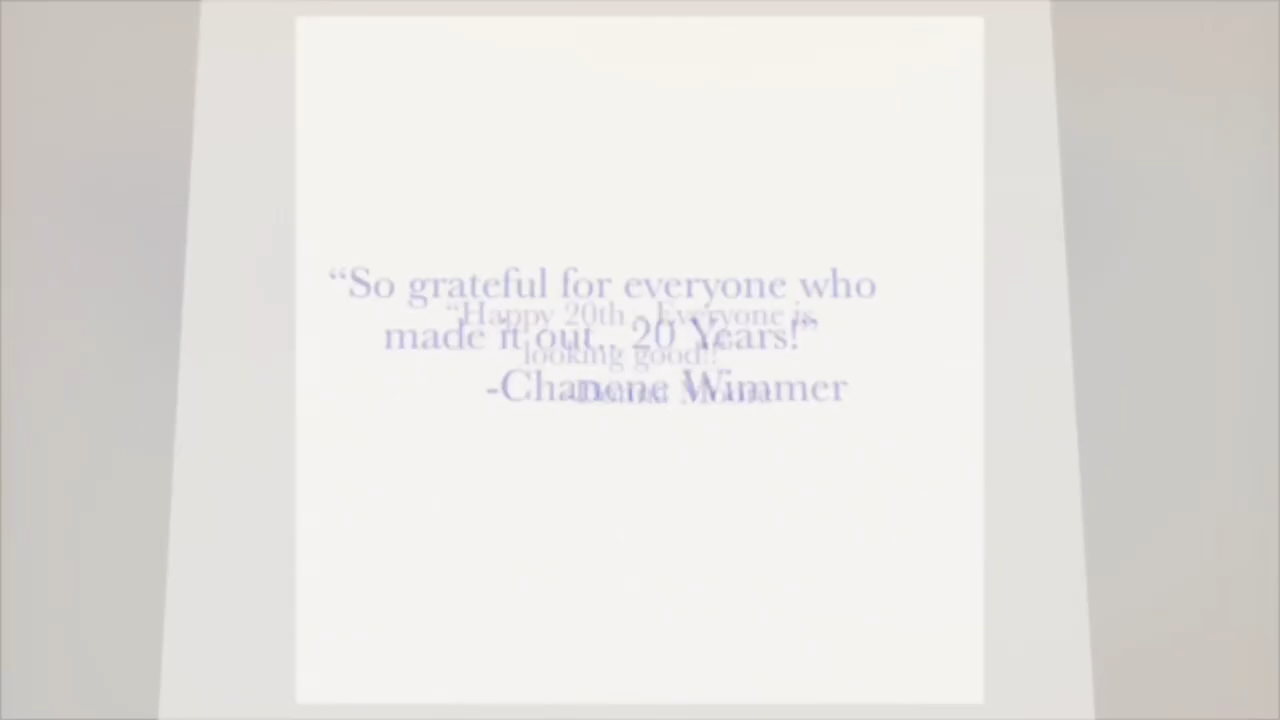 “So grateful for everyone who
made it out.. 20 Years!”
-Chanene Wimmer
“Happy 20th - Everyone is
looking good!!